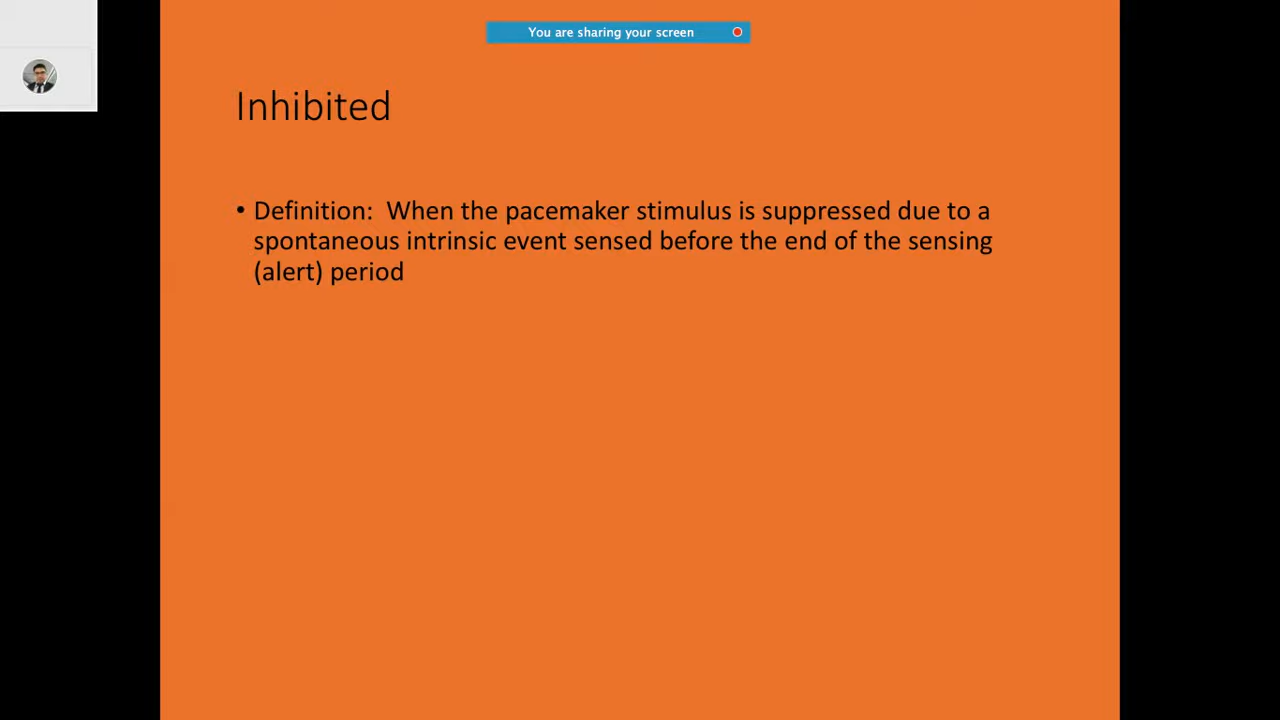 You are sharing your screen
Inhibited
• Definition:  When the pacemaker stimulus is suppressed due to a
spontaneous intrinsic event sensed before the end of the sensing
(alert) period